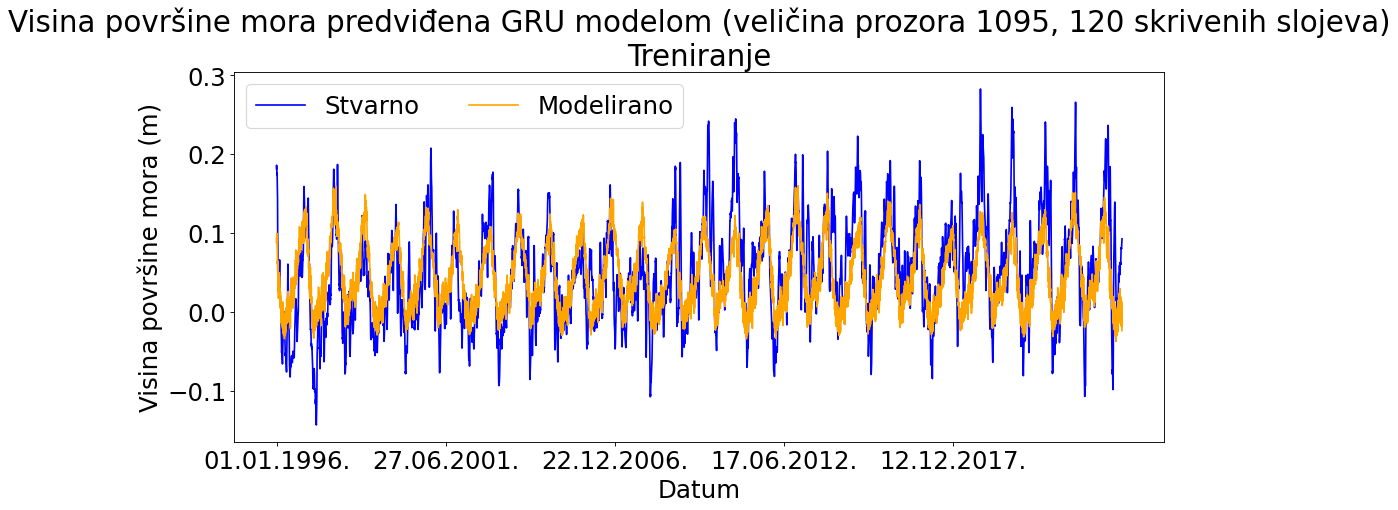 Visina površine mora predviđena GRU modelom (veličina prozora 1095, 120 skrivenih slojeva)
Treniranje
Stvarno
Modelirano
Visina površine mora (m)
0.3
0.2
0.1
0.0
−0.1
01.01.1996.
27.06.2001.
22.12.2006.
17.06.2012.
12.12.2017.
Datum